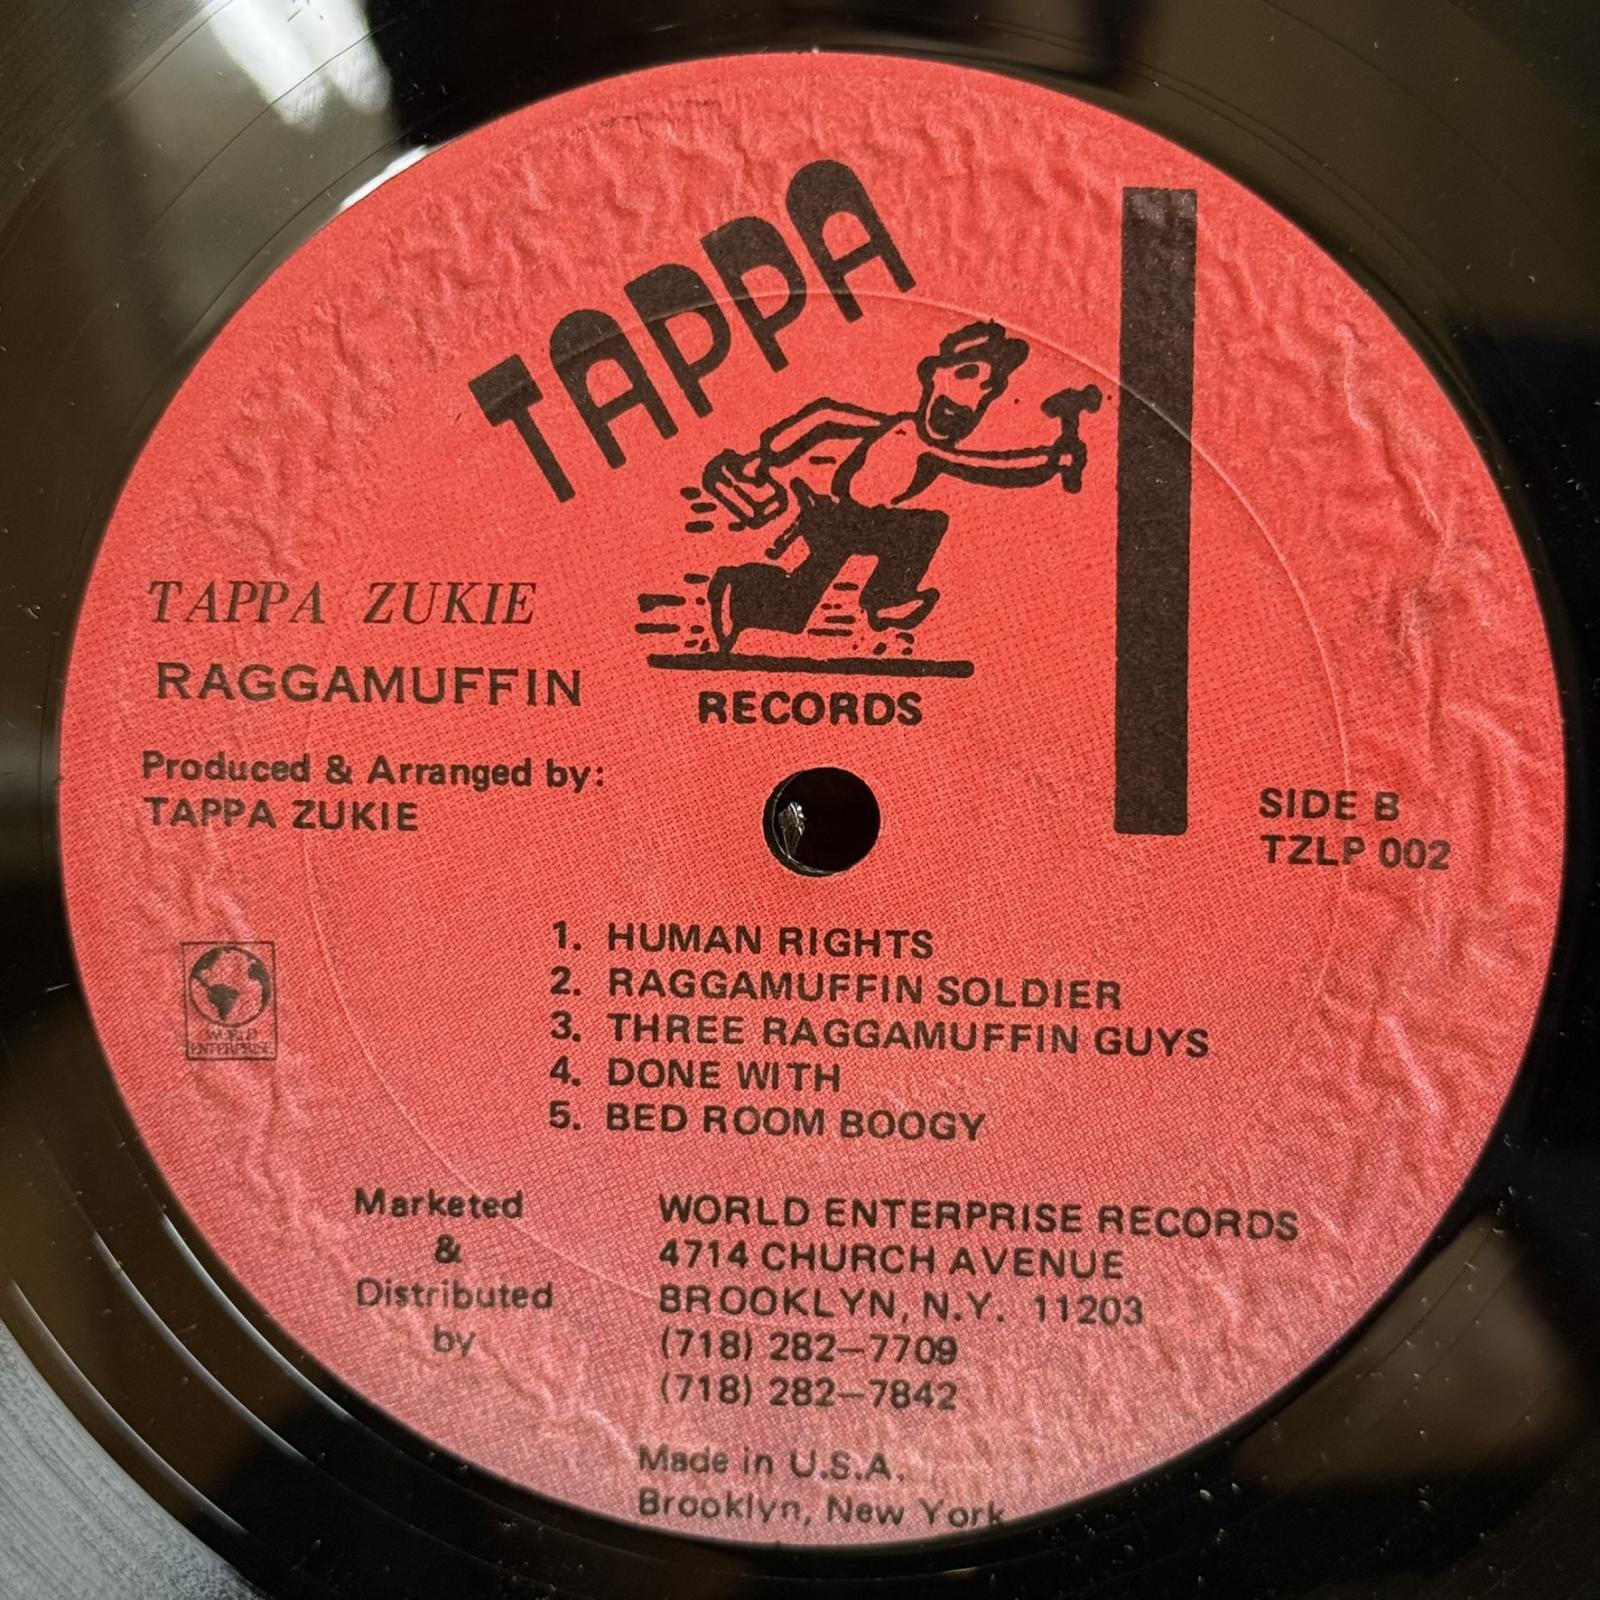 TAPPA
RECORDS
TAPPA ZUKIE
RAGGAMUFFIN
Produced & Arranged by:
TAPPA ZUKIE
SIDE B
TZLP 002
1. HUMAN RIGHTS
2. RAGGAMUFFIN SOLDIER
3. THREE RAGGAMUFFIN GUYS
4. DONE WITH
5. BED ROOM BOOGY
WORLD
ENTERPRISE
Marketed
&
Distributed
by
WORLD ENTERPRISE RECORDS
4714 CHURCH AVENUE
BROOKLYN, N.Y. 11203
(718) 282–7709
(718) 282–7842
Made in U.S.A.
Brooklyn, New York